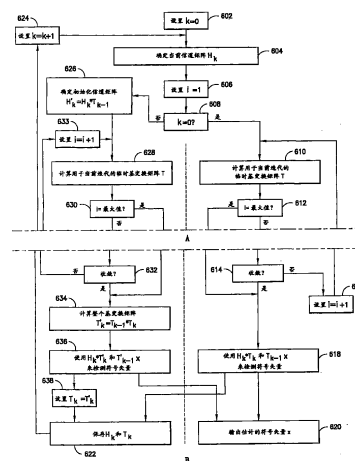 624
设置 k=k+1
设置 k=0
602
确定当前信道矩阵 H_k
604
626
确定初始化信道矩阵
H'_k=H_k*T_{k-1}
设置 i =1
606
608
k=0?
否
是
633
设置 i=i+1
628
计算用于当前迭代的临时基变换矩阵 T
610
计算用于当前迭代的
临时基变换矩阵 T
630
i= 最大值?
是
否
是
i= 最大值?
612
否
A
否
收敛?
632
是
614
收敛?
否
是
设置 i=i+1
634
计算整个基变换矩阵
T'_k=T_{k-1}*T_k
636
使用 H_k*T'_k 和 T'_{k-1} X
来检测符号矢量
使用 H_k*T_k 和 T_{k-1} X
来检测符号矢量
618
638
设置 T_k=T'_k
保存 H_k 和 T_k
622
输出估计的符号矢量 x
620
B